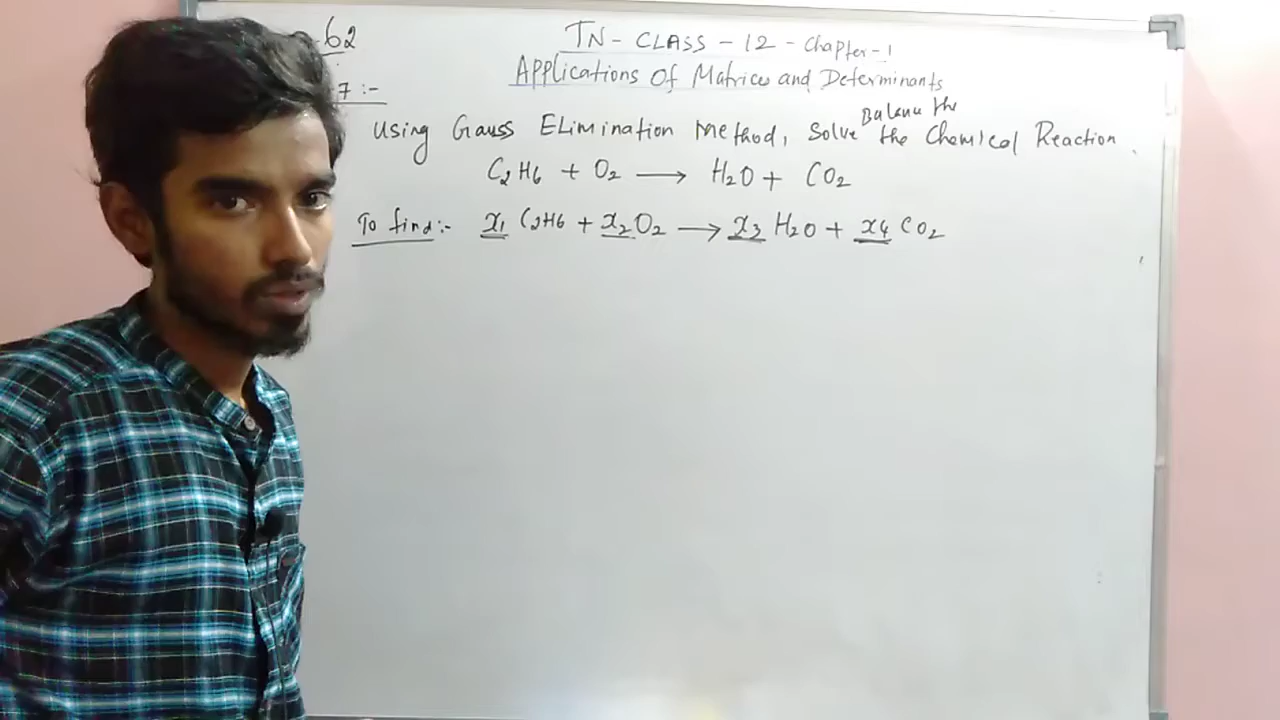 62
TN - CLASS - 12 - Chapter - 1
Applications Of Matrices and Determinants
7 :-
Balance the
Using Gauss Elimination Method, Solve the Chemical Reaction.
C₂H₆ + O₂ ⟶ H₂O + CO₂
To find :- x₁ C₂H₆ + x₂ O₂ ⟶ x₃ H₂O + x₄ CO₂